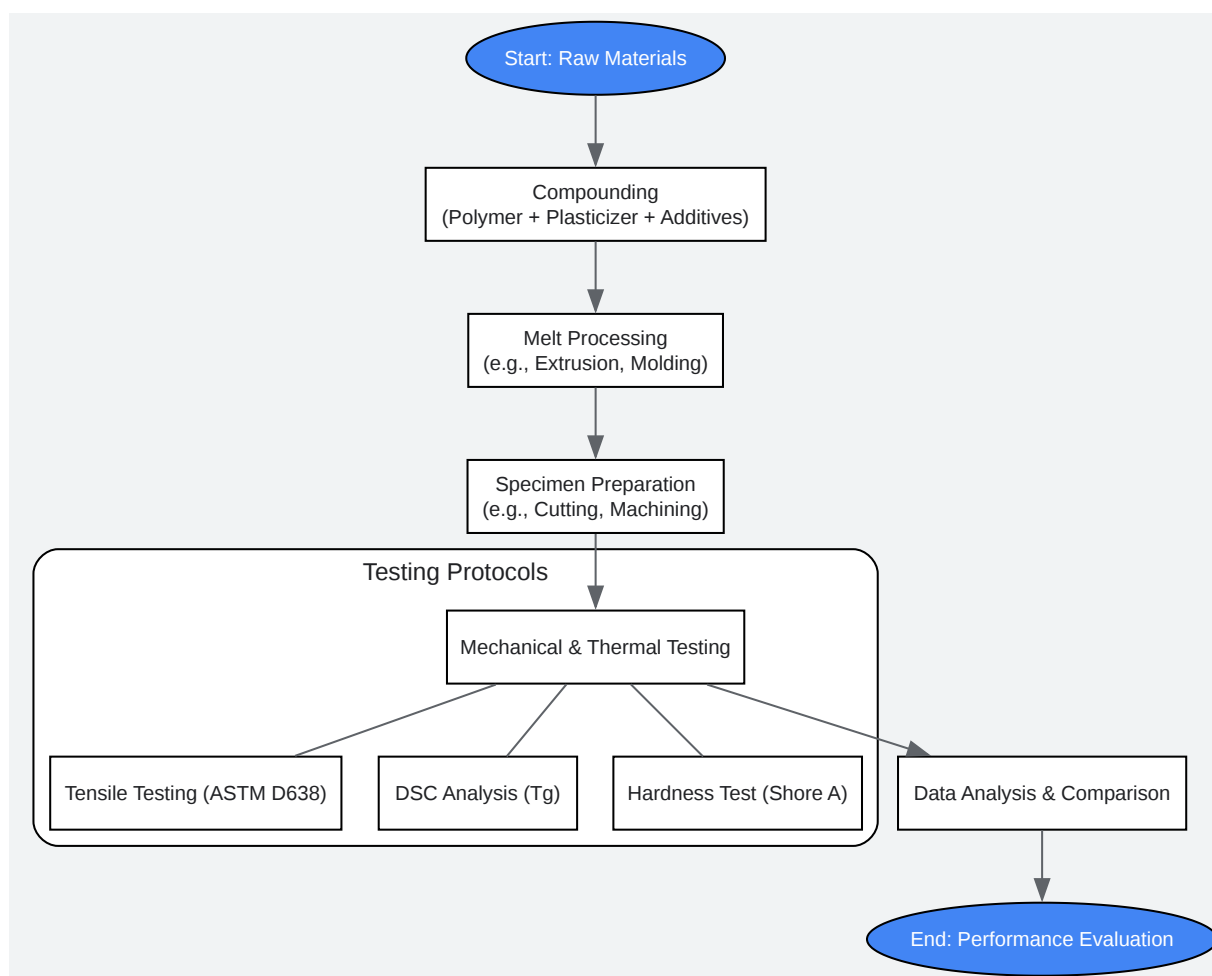 Start: Raw Materials
Compounding
(Polymer + Plasticizer + Additives)
Melt Processing
(e.g., Extrusion, Molding)
Specimen Preparation
(e.g., Cutting, Machining)
Testing Protocols
Mechanical & Thermal Testing
Tensile Testing (ASTM D638)
DSC Analysis (Tg)
Hardness Test (Shore A)
Data Analysis & Comparison
End: Performance Evaluation